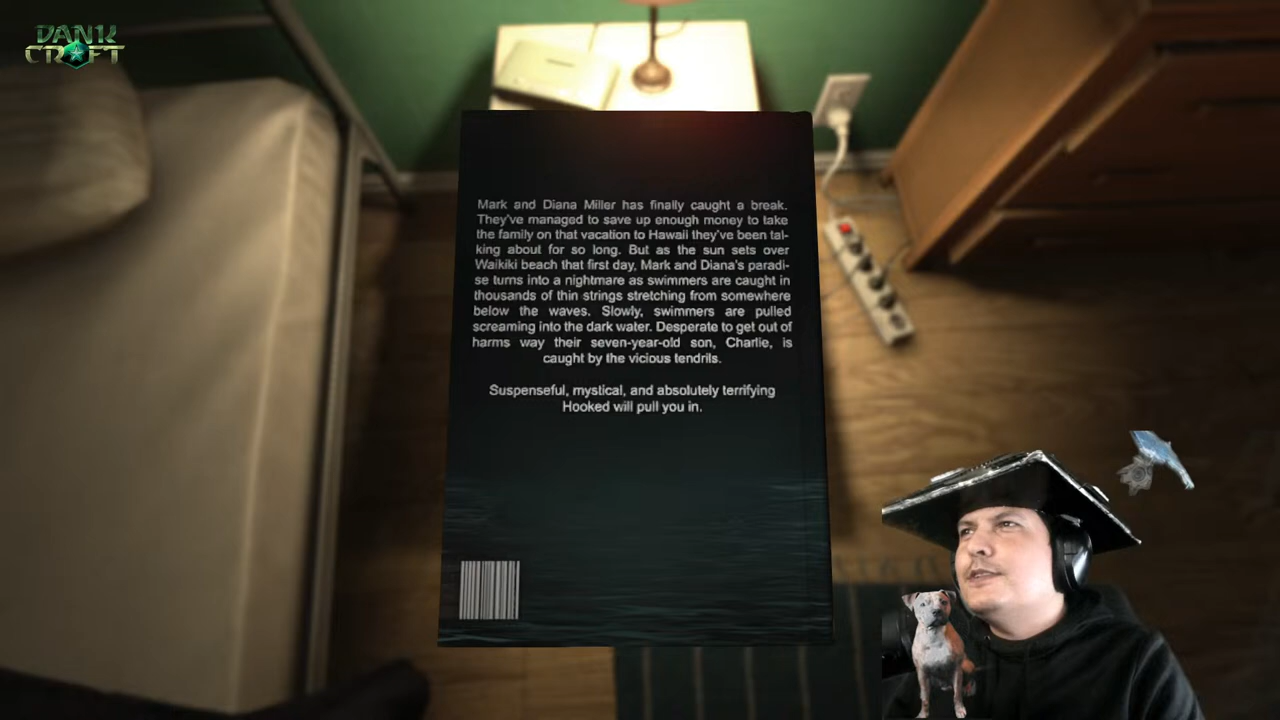 DANK
CROFT
Mark and Diana Miller has finally caught a break.
They've managed to save up enough money to take
the family on that vacation to Hawaii they've been tal-
king about for so long. But as the sun sets over
Waikiki beach that first day, Mark and Diana's paradi-
se turns into a nightmare as swimmers are caught in
thousands of thin strings stretching from somewhere
below the waves. Slowly, swimmers are pulled
screaming into the dark water. Desperate to get out of
harms way their seven-year-old son, Charlie, is
caught by the vicious tendrils.
Suspenseful, mystical, and absolutely terrifying
Hooked will pull you in.